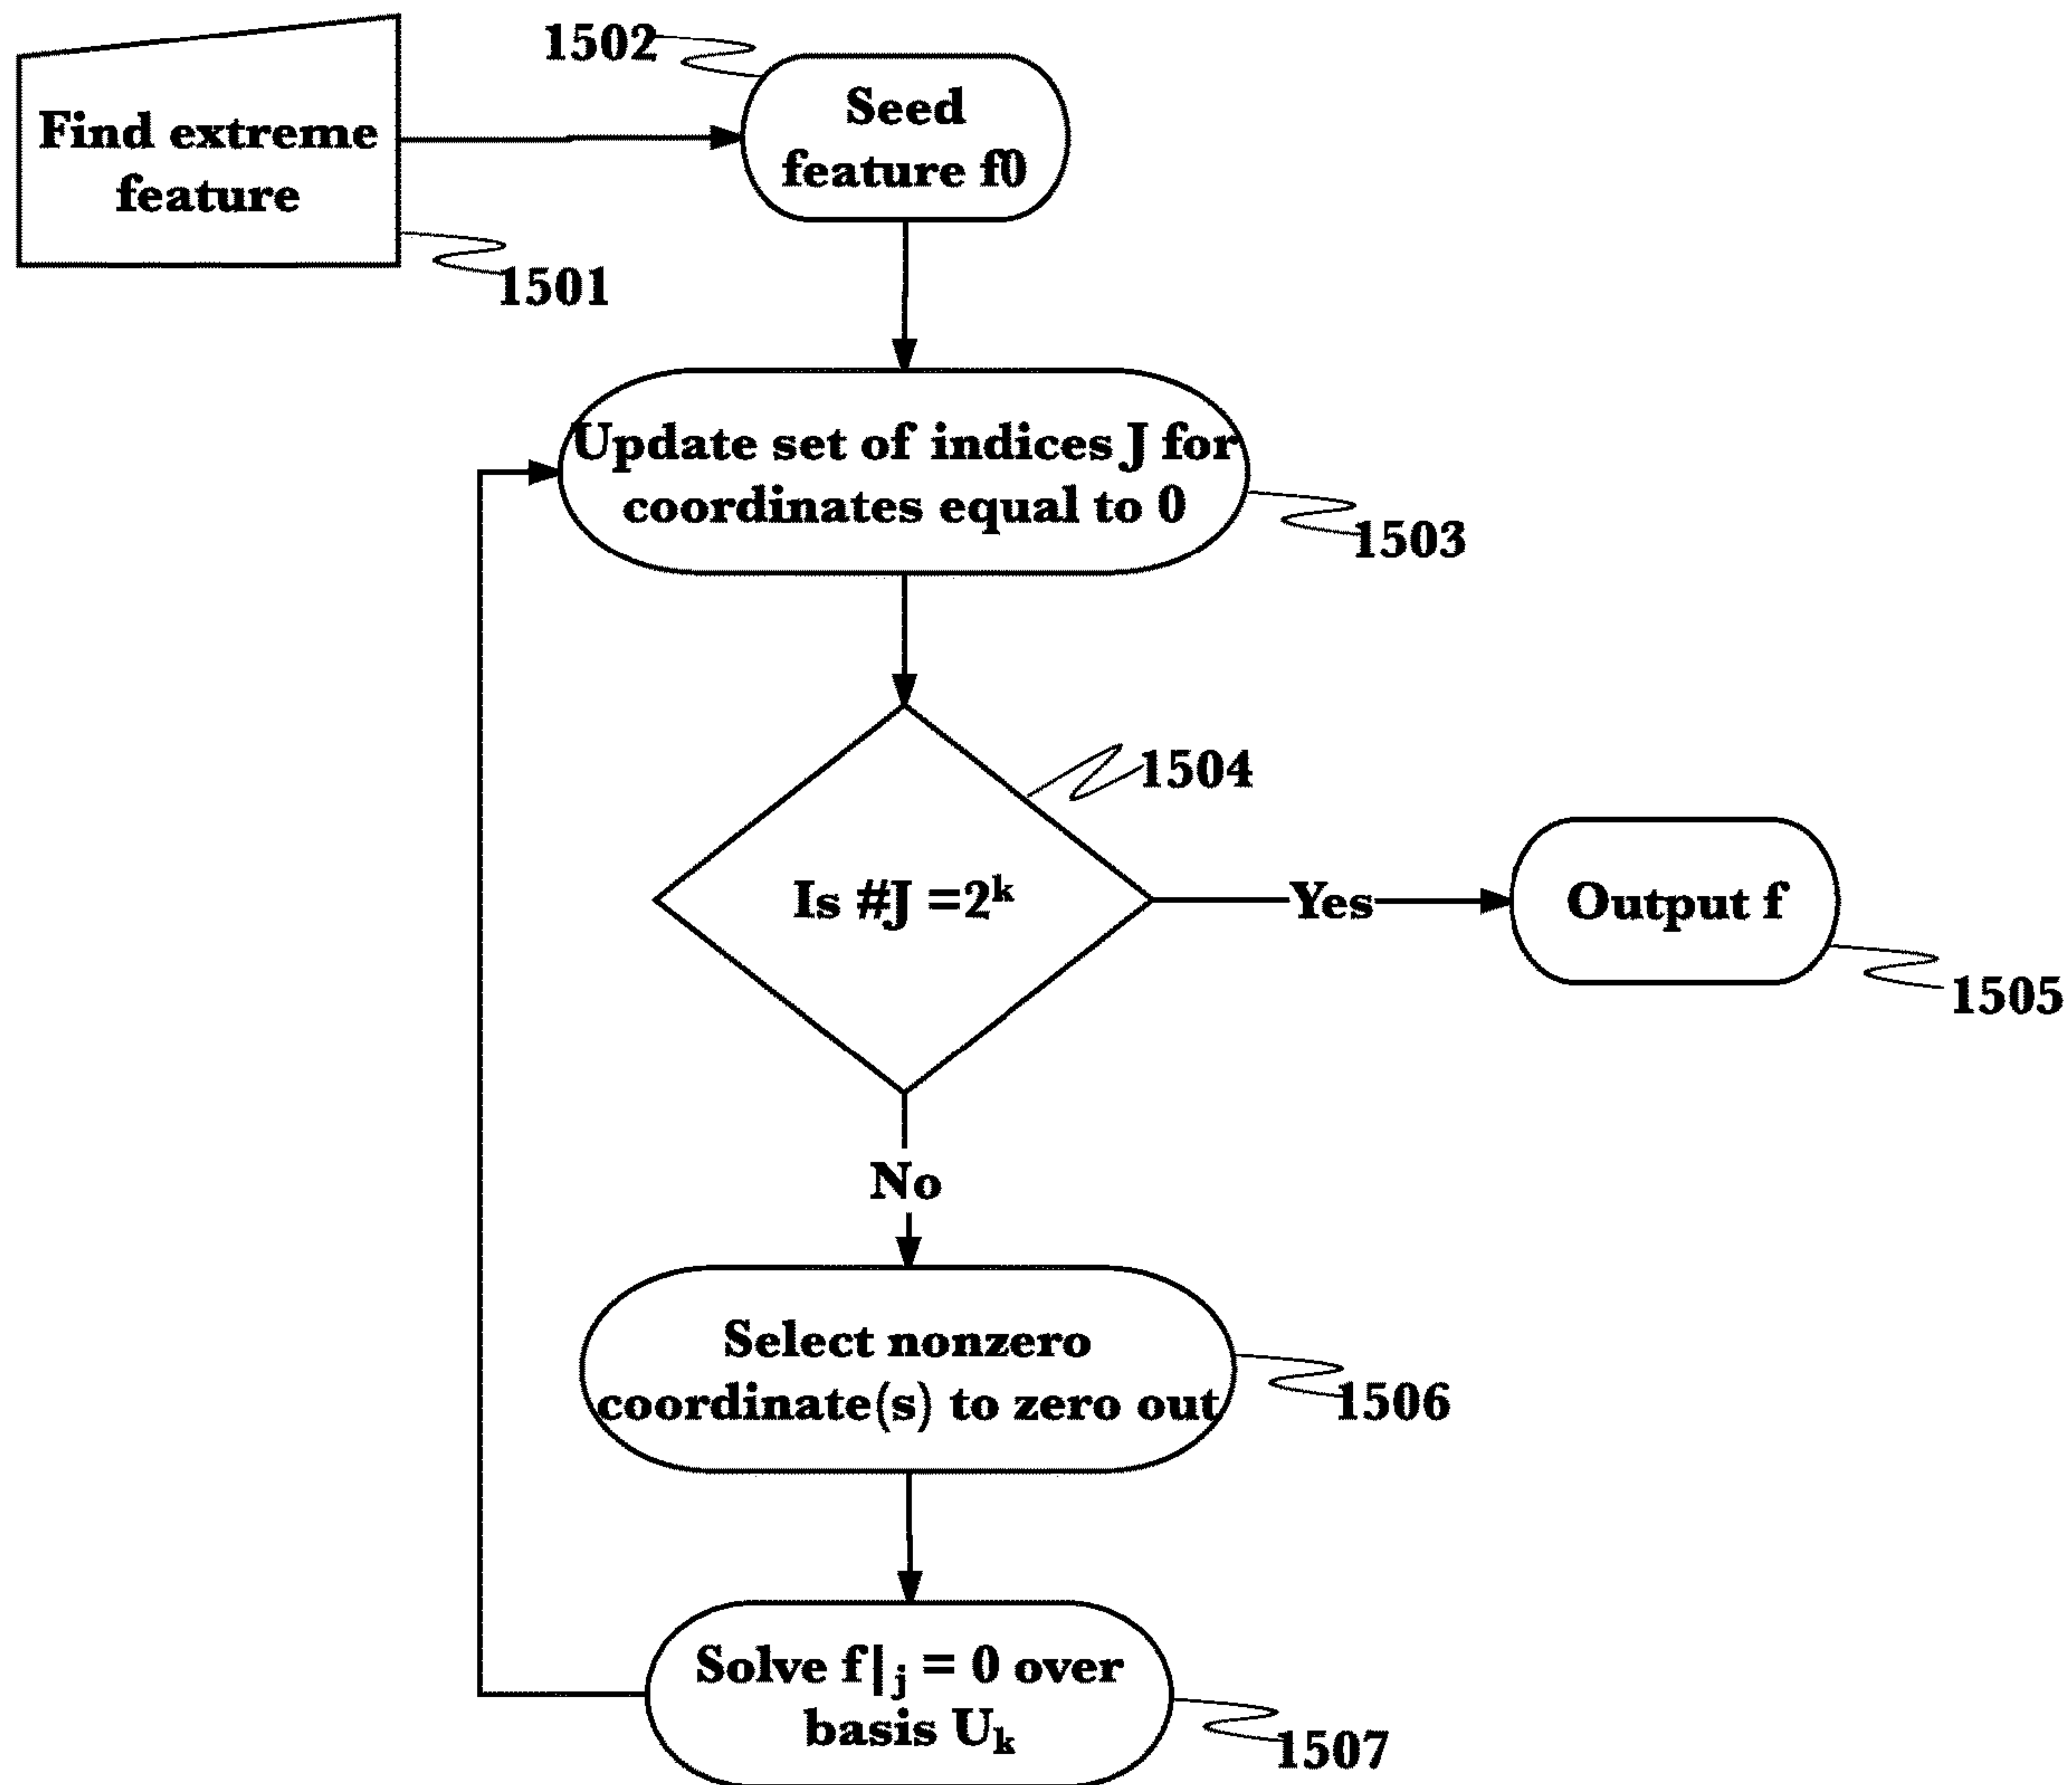 1502
Seed
feature f0
Find extreme
feature
1501
Update set of indices J for
coordinates equal to 0
1503
1504
Is #J =2ᵏ
Yes
Output f
1505
No
Select nonzero
coordinate(s) to zero out
1506
Solve f|ⱼ = 0 over
basis Uₖ
1507